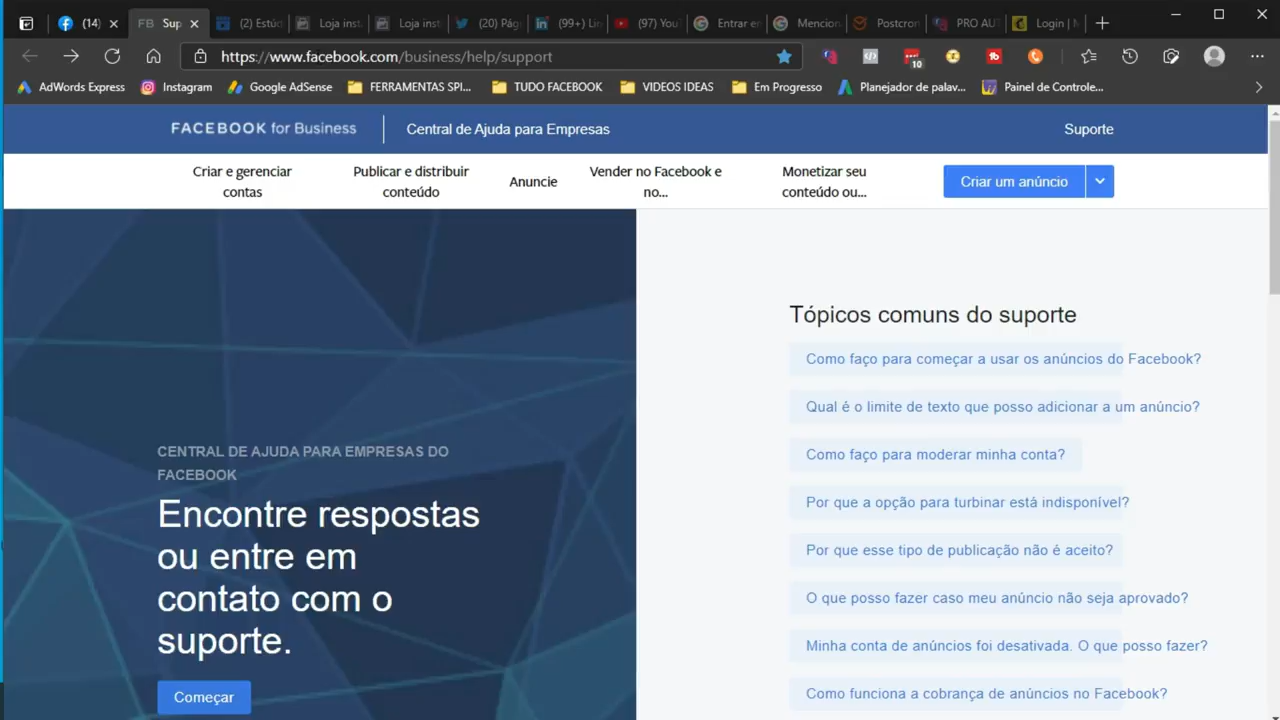 (14)
FB Sup
(2) Estúd
Loja inst
Loja inst
(20) Pág
(99+) Lin
(97) YouT
Entrar en
Mencion
Postcron
PRO AUT
Login | M
https://www.facebook.com/business/help/support
10
AdWords Express
Instagram
Google AdSense
FERRAMENTAS SPI...
TUDO FACEBOOK
VIDEOS IDEAS
Em Progresso
Planejador de palav...
Painel de Controle...
FACEBOOK for Business
Central de Ajuda para Empresas
Suporte
Criar e gerenciar
contas
Publicar e distribuir
conteúdo
Anuncie
Vender no Facebook e
no...
Monetizar seu
conteúdo ou...
Criar um anúncio
CENTRAL DE AJUDA PARA EMPRESAS DO
FACEBOOK
Encontre respostas
ou entre em
contato com o
suporte.
Começar
Tópicos comuns do suporte
Como faço para começar a usar os anúncios do Facebook?
Qual é o limite de texto que posso adicionar a um anúncio?
Como faço para moderar minha conta?
Por que a opção para turbinar está indisponível?
Por que esse tipo de publicação não é aceito?
O que posso fazer caso meu anúncio não seja aprovado?
Minha conta de anúncios foi desativada. O que posso fazer?
Como funciona a cobrança de anúncios no Facebook?